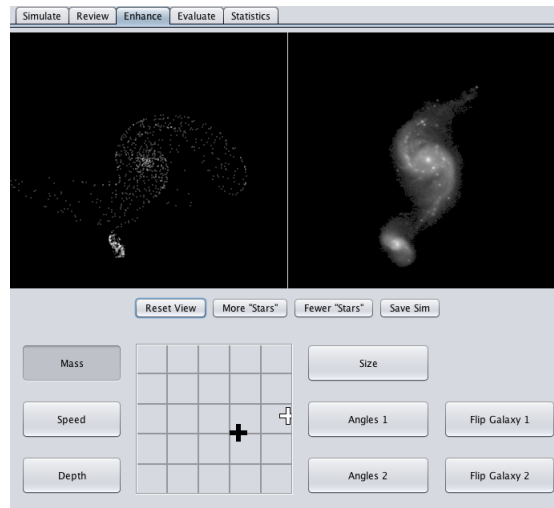 Simulate Review Enhance Evaluate Statistics
Reset View More "Stars" Fewer "Stars" Save Sim
Mass Size
Speed Angles 1 Flip Galaxy 1
Depth Angles 2 Flip Galaxy 2